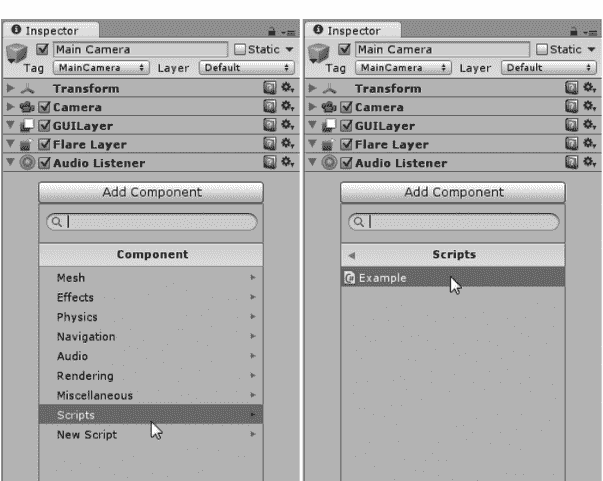 Inspector
Main Camera
Static
Tag MainCamera Layer Default
Transform
Camera
GUILayer
Flare Layer
Audio Listener
Add Component
Component
Mesh
Effects
Physics
Navigation
Audio
Rendering
Miscellaneous
Scripts
New Script
Inspector
Main Camera
Static
Tag MainCamera Layer Default
Transform
Camera
GUILayer
Flare Layer
Audio Listener
Add Component
Scripts
Example